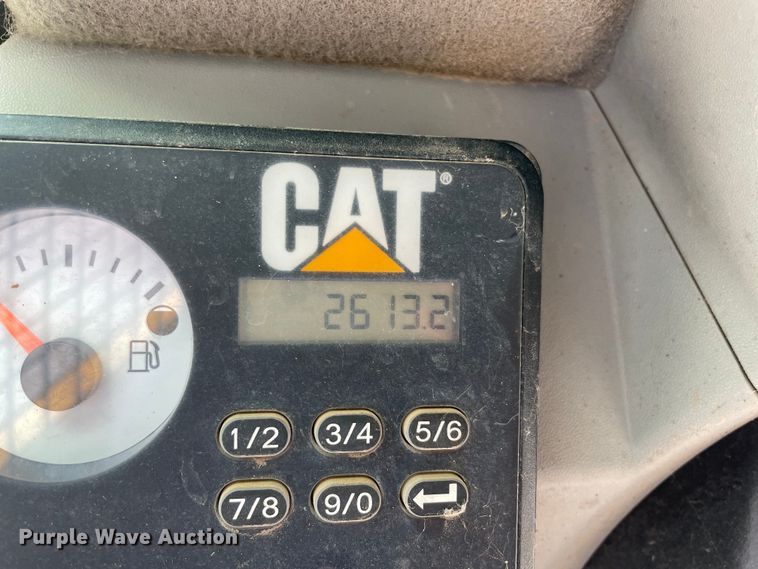 CAT®
2613.2
1/2 3/4 5/6
7/8 9/0
Purple Wave Auction